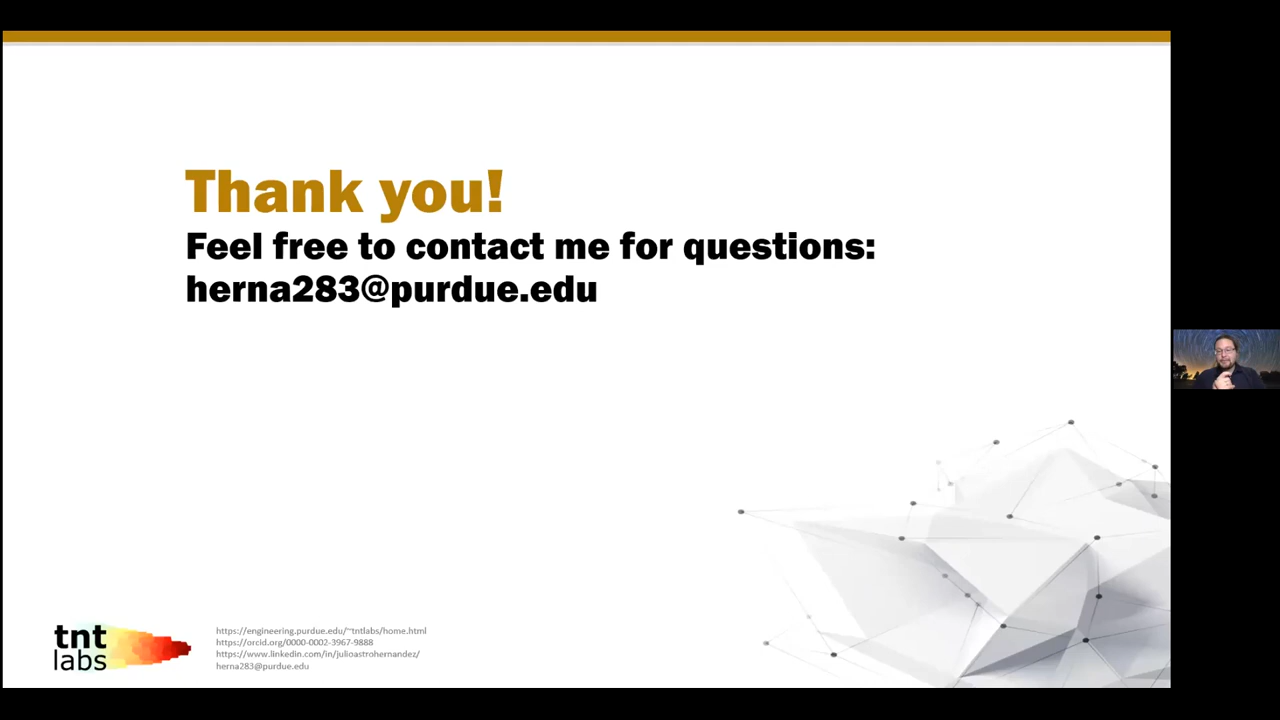 Thank you!
Feel free to contact me for questions:
herna283@purdue.edu
tnt
labs
https://engineering.purdue.edu/~tntlabs/home.html
https://orcid.org/0000-0002-3967-9888
https://www.linkedin.com/in/julioastrohernandez/
herna283@purdue.edu